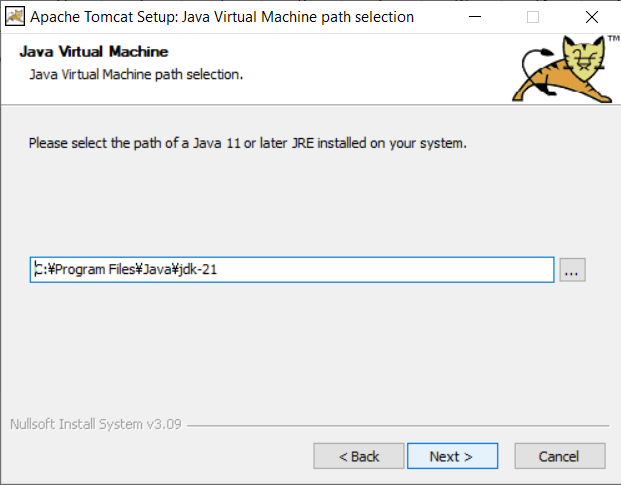 Apache Tomcat Setup: Java Virtual Machine path selection
Java Virtual Machine
Java Virtual Machine path selection.
TM
Please select the path of a Java 11 or later JRE installed on your system.
C:¥Program Files¥Java¥jdk-21
...
Nullsoft Install System v3.09
< Back
Next >
Cancel